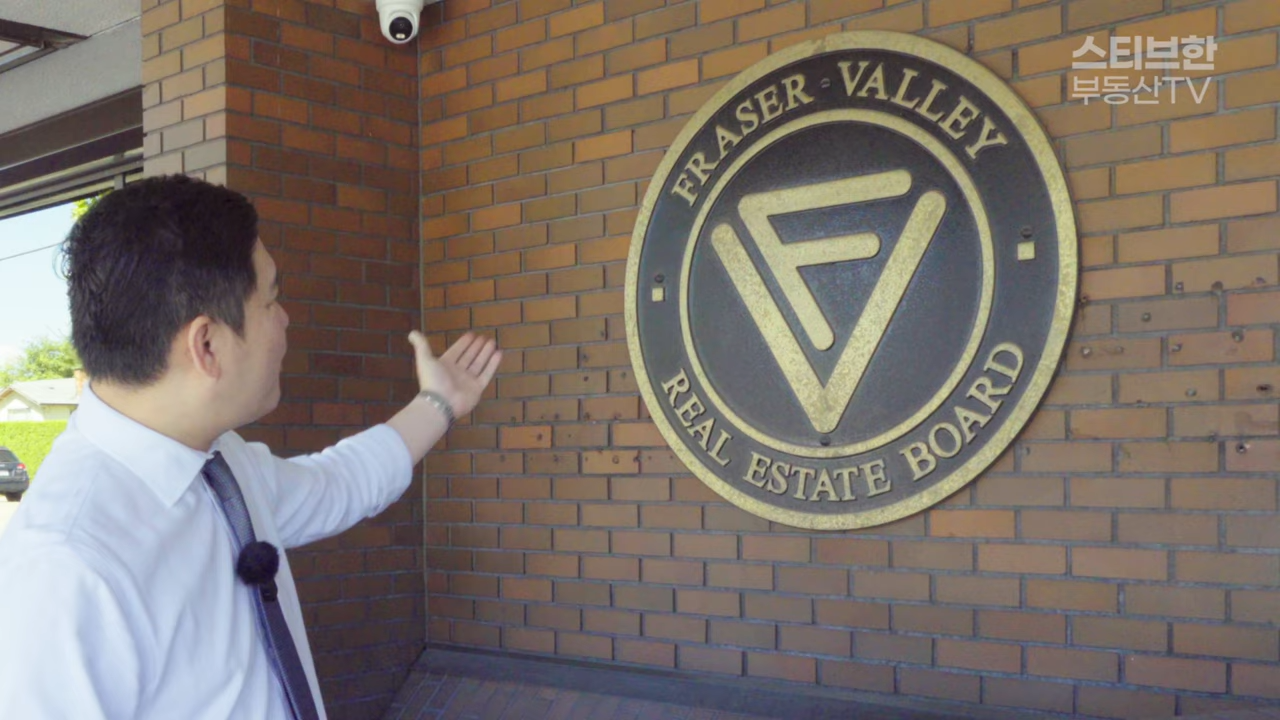 스티브한
부동산TV
FRASER VALLEY
REAL ESTATE BOARD